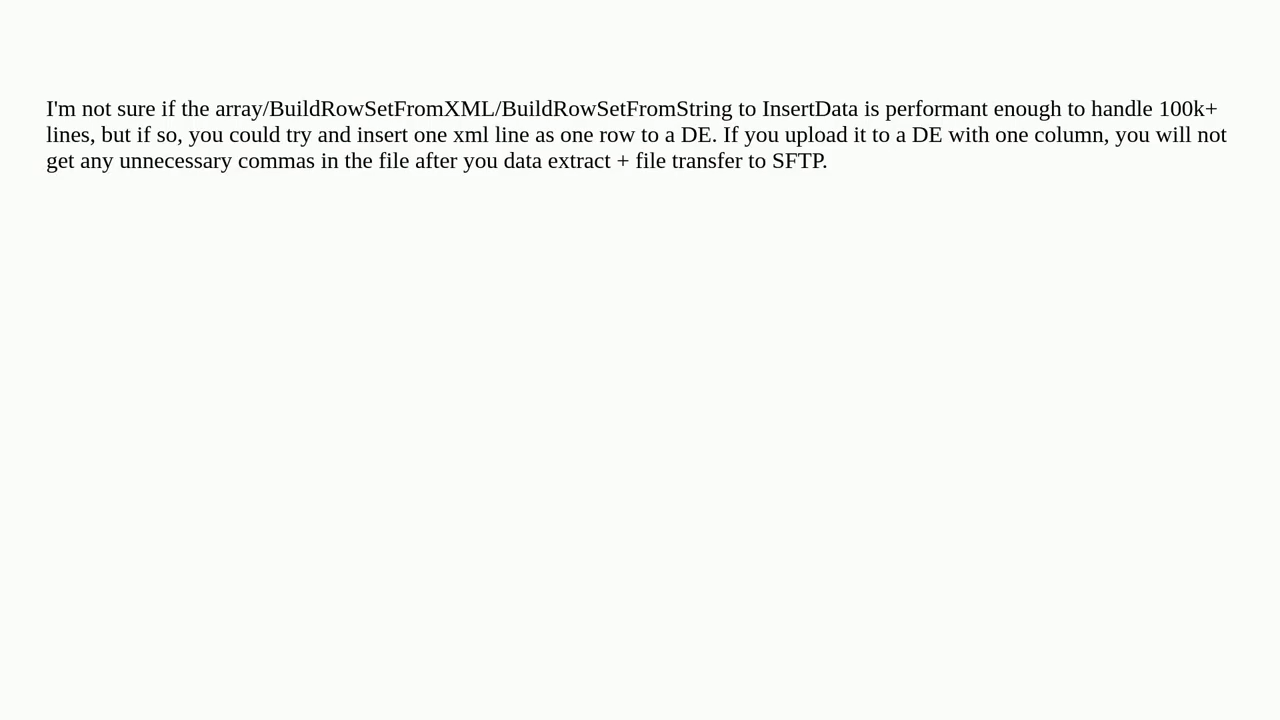 I'm not sure if the array/BuildRowSetFromXML/BuildRowSetFromString to InsertData is performant enough to handle 100k+
lines, but if so, you could try and insert one xml line as one row to a DE. If you upload it to a DE with one column, you will not
get any unnecessary commas in the file after you data extract + file transfer to SFTP.